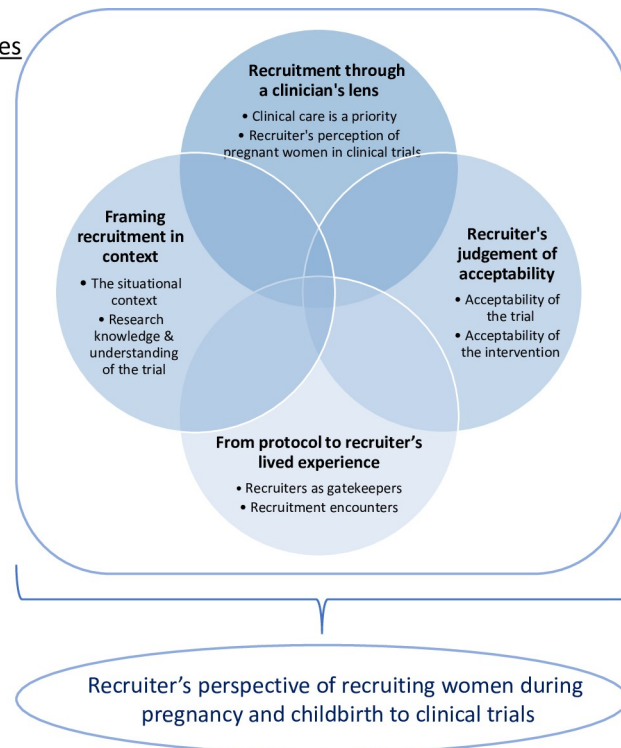 es
Recruitment through
a clinician's lens
• Clinical care is a priority
• Recruiter's perception of
pregnant women in clinical trials
Framing
recruitment in
context
• The situational
context
• Research
knowledge &
understanding
of the trial
Recruiter's
judgement of
acceptability
• Acceptability of
the trial
• Acceptability of
the intervention
From protocol to recruiter’s
lived experience
• Recruiters as gatekeepers
• Recruitment encounters
Recruiter’s perspective of recruiting women during
pregnancy and childbirth to clinical trials